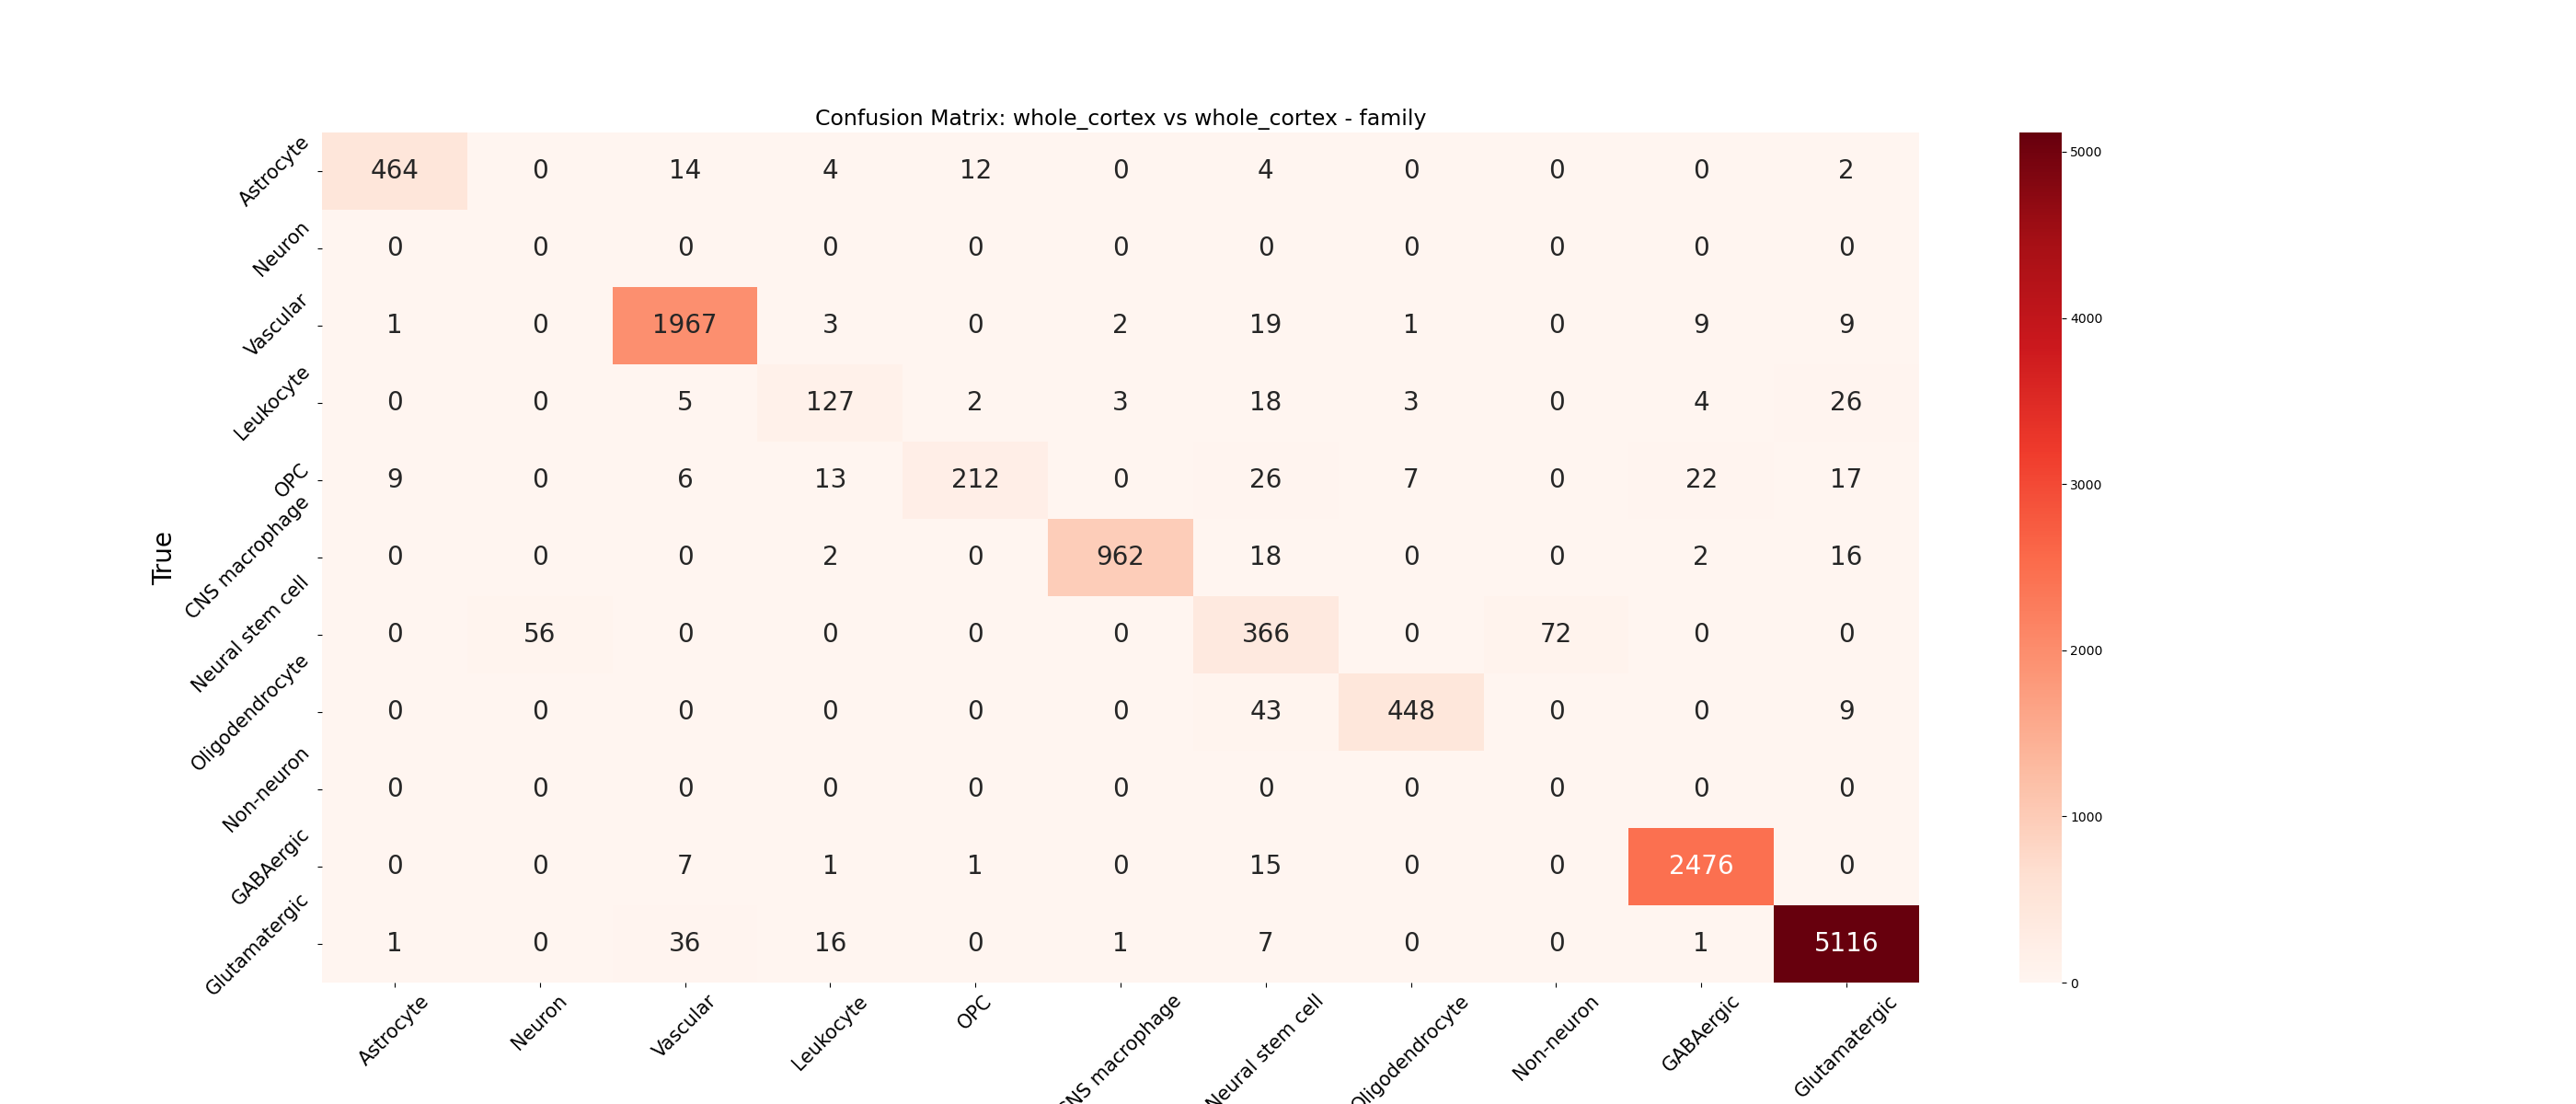 Confusion Matrix: whole_cortex vs whole_cortex - family
True
Astrocyte 464 0 14 4 12 0 4 0 0 0 2
Neuron 0 0 0 0 0 0 0 0 0 0 0
Vascular 1 0 1967 3 0 2 19 1 0 9 9
Leukocyte 0 0 5 127 2 3 18 3 0 4 26
OPC 9 0 6 13 212 0 26 7 0 22 17
CNS macrophage 0 0 0 2 0 962 18 0 0 2 16
Neural stem cell 0 56 0 0 0 0 366 0 72 0 0
Oligodendrocyte 0 0 0 0 0 0 43 448 0 0 9
Non-neuron 0 0 0 0 0 0 0 0 0 0 0
GABAergic 0 0 7 1 1 0 15 0 0 2476 0
Glutamatergic 1 0 36 16 0 1 7 0 0 1 5116
Astrocyte Neuron Vascular Leukocyte OPC CNS macrophage Neural stem cell Oligodendrocyte Non-neuron GABAergic Glutamatergic
5000
4000
3000
2000
1000
0